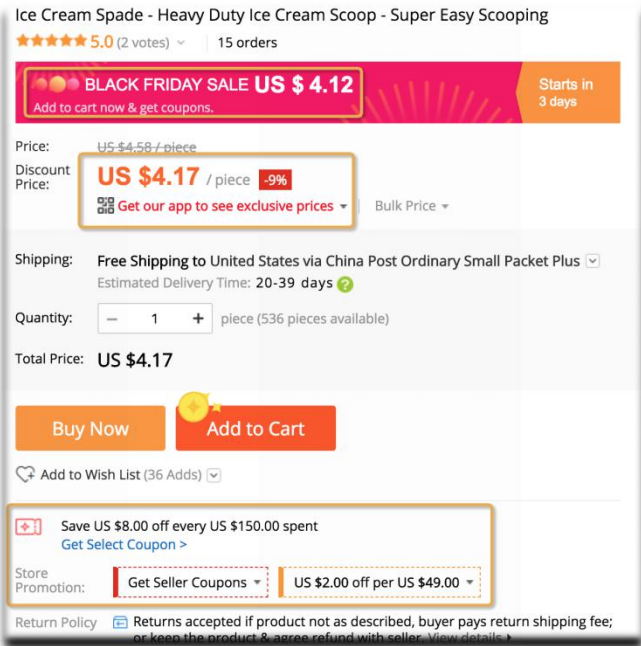 Ice Cream Spade - Heavy Duty Ice Cream Scoop - Super Easy Scooping
5.0 (2 votes) 15 orders
BLACK FRIDAY SALE US $ 4.12
Add to cart now & get coupons.
Starts in
3 days
Price: US $4.58 / piece
Discount
Price:
US $4.17 / piece -9%
Get our app to see exclusive prices Bulk Price
Shipping: Free Shipping to United States via China Post Ordinary Small Packet Plus
Estimated Delivery Time: 20-39 days ?
Quantity: − 1 + piece (536 pieces available)
Total Price: US $4.17
Buy Now Add to Cart
Add to Wish List (36 Adds)
Save US $8.00 off every US $150.00 spent
Get Select Coupon >
Store
Promotion:
Get Seller Coupons US $2.00 off per US $49.00
Return Policy Returns accepted if product not as described, buyer pays return shipping fee;
or keep the product & agree refund with seller. View details